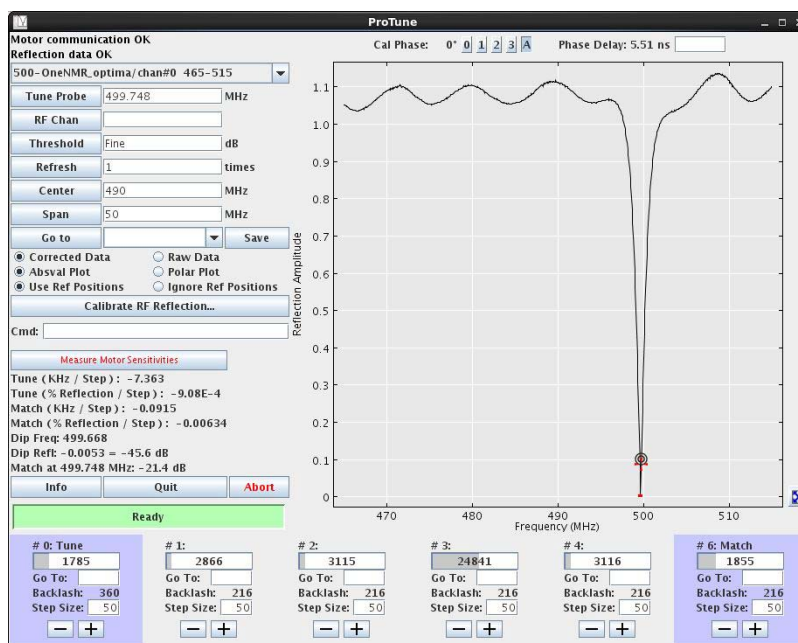 ProTune
Motor communication OK
Reflection data OK
Cal Phase: 0° 0 1 2 3 A Phase Delay: 5.51 ns
500-OneNMR_optima/chan#0 465-515
Tune Probe 499.748 MHz
RF Chan
Threshold Fine dB
Refresh 1 times
Center 490 MHz
Span 50 MHz
Go to Save
Corrected Data Raw Data
Absval Plot Polar Plot
Use Ref Positions Ignore Ref Positions
Calibrate RF Reflection...
Cmd:
Measure Motor Sensitivities
Tune (KHz / Step) : -7.363
Tune (% Reflection / Step) : -9.08E-4
Match (KHz / Step) : -0.0915
Match (% Reflection / Step) : -0.00634
Dip Freq: 499.668
Dip Refl: -0.0053 = -45.6 dB
Match at 499.748 MHz: -21.4 dB
Info Quit Abort
Ready
Reflection Amplitude
1.1
1.0
0.9
0.8
0.7
0.6
0.5
0.4
0.3
0.2
0.1
0
470 480 490 500 510
Frequency (MHz)
# 0: Tune # 1: # 2: # 3: # 4: # 6: Match
1785 2866 3115 24841 3116 1855
Go To: Go To: Go To: Go To: Go To: Go To:
Backlash: 360 Backlash: 216 Backlash: 216 Backlash: 216 Backlash: 216 Backlash: 216
Step Size: 50 Step Size: 50 Step Size: 50 Step Size: 50 Step Size: 50 Step Size: 50
− + − + − + − + − + − +